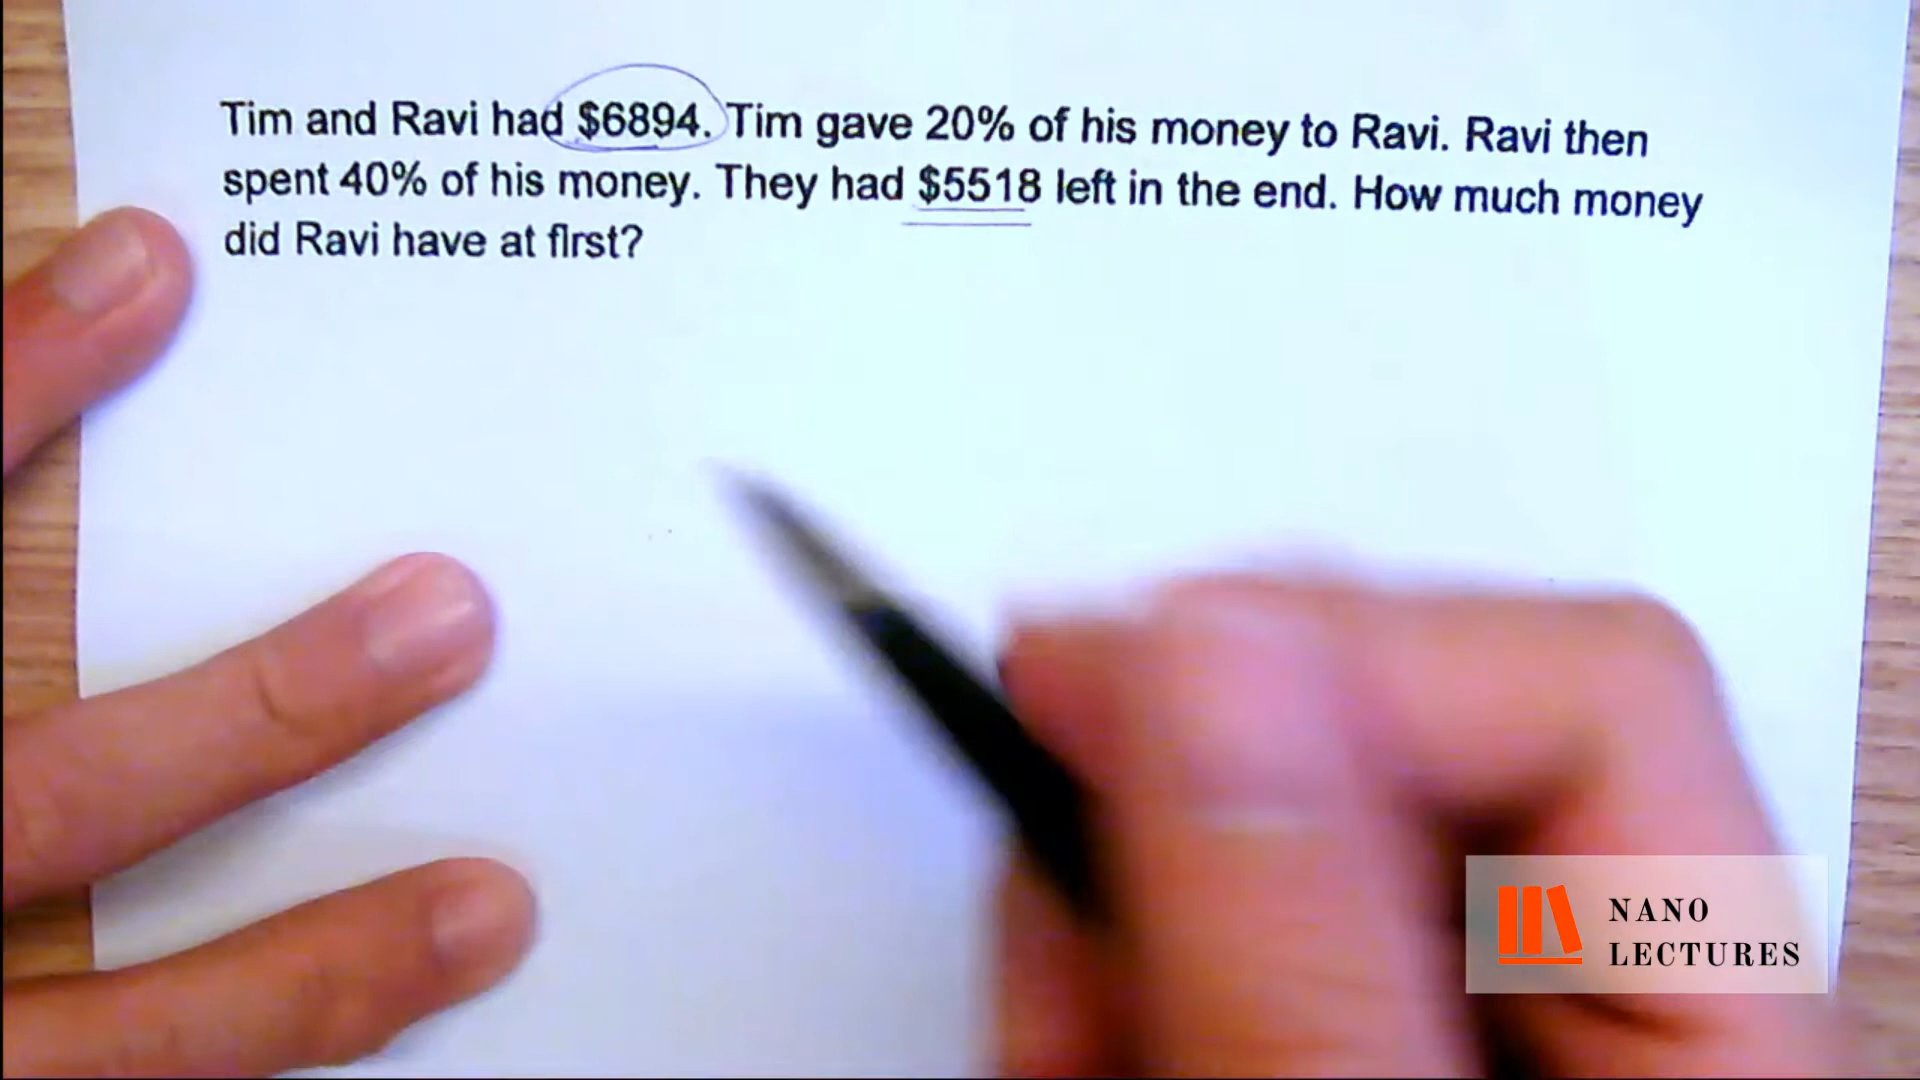 Tim and Ravi had $6894. Tim gave 20% of his money to Ravi. Ravi then
spent 40% of his money. They had $5518 left in the end. How much money
did Ravi have at first?
NANO
LECTURES